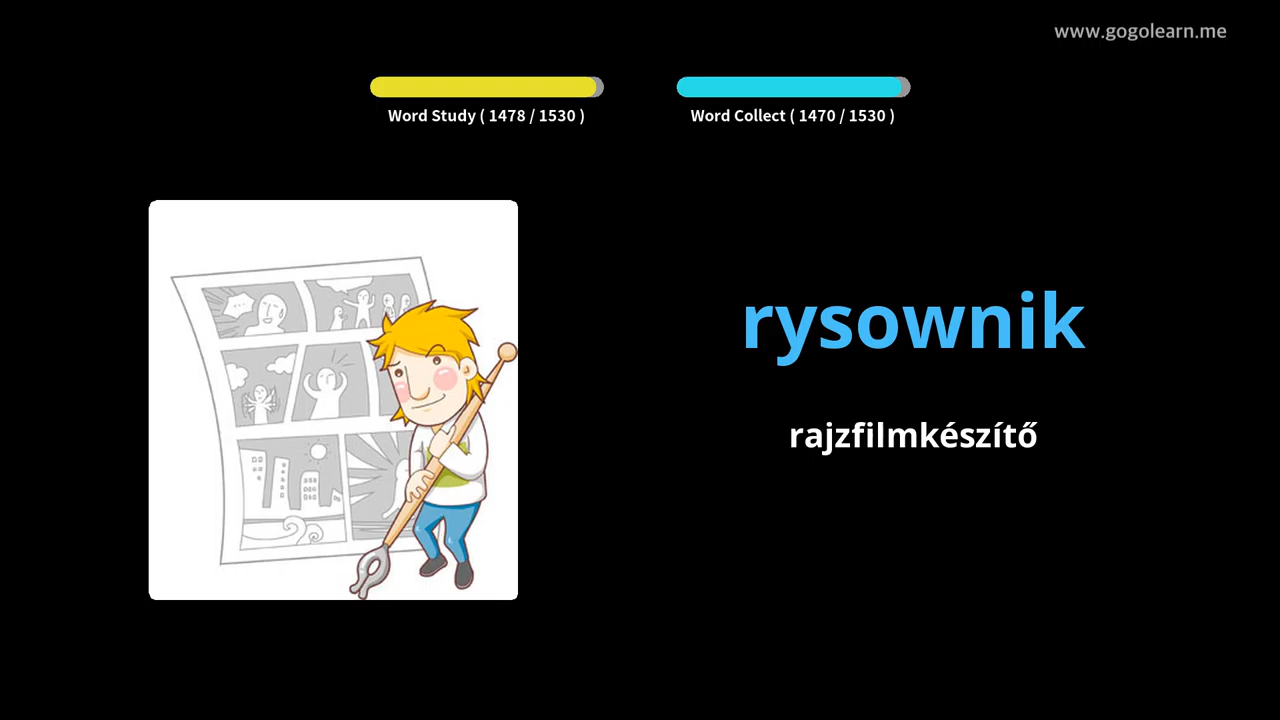 www.gogolearn.me
Word Study ( 1478 / 1530 )
Word Collect ( 1470 / 1530 )
rysownik
rajzfilmkészítő